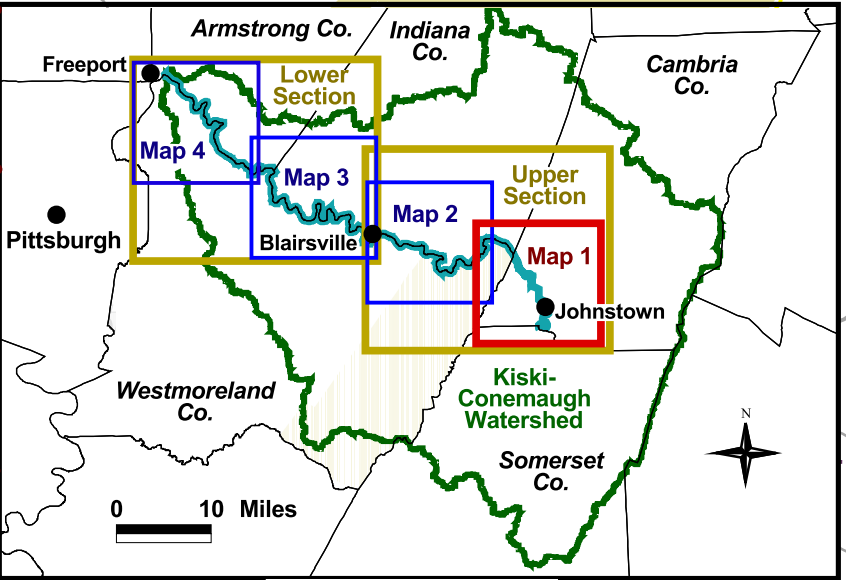 Armstrong Co.
Indiana
Co.
Cambria
Co.
Freeport
Lower
Section
Map 4
Map 3
Upper
Section
Map 2
Pittsburgh
Blairsville
Map 1
Johnstown
Westmoreland
Co.
Kiski-
Conemaugh
Watershed
Somerset
Co.
N
0 10 Miles